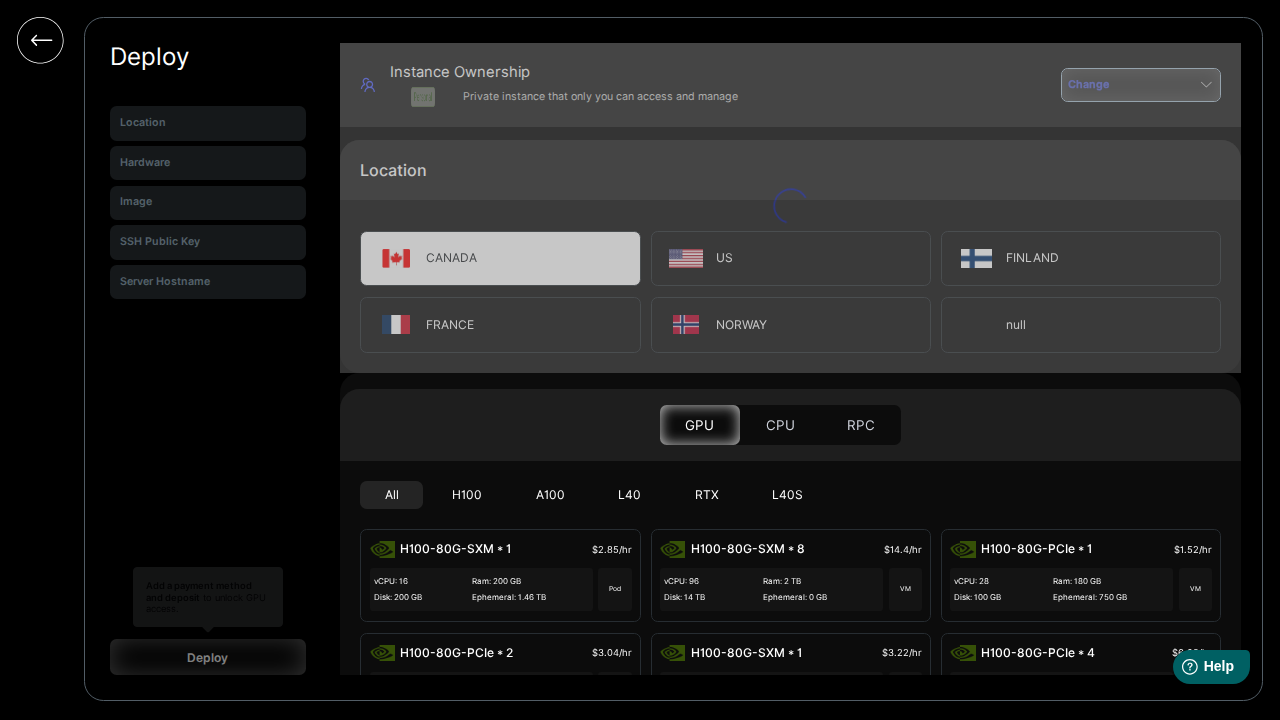 Deploy
Instance Ownership
Private instance that only you can access and manage
Change
Location
Hardware
Image
SSH Public Key
Server Hostname
Location
CANADA
US
FINLAND
FRANCE
NORWAY
null
GPU
CPU
RPC
All
H100
A100
L40
RTX
L40S
H100-80G-SXM * 1
$2.85/hr
vCPU: 16
Ram: 200 GB
Disk: 200 GB
Ephemeral: 1.46 TB
Pod
H100-80G-SXM * 8
$14.4/hr
vCPU: 96
Ram: 2 TB
Disk: 14 TB
Ephemeral: 0 GB
VM
H100-80G-PCIe * 1
$1.52/hr
vCPU: 28
Ram: 180 GB
Disk: 100 GB
Ephemeral: 750 GB
VM
H100-80G-PCIe * 2
$3.04/hr
H100-80G-SXM * 1
$3.22/hr
H100-80G-PCIe * 4
Add a payment method
and deposit to unlock GPU
access.
Deploy
Help